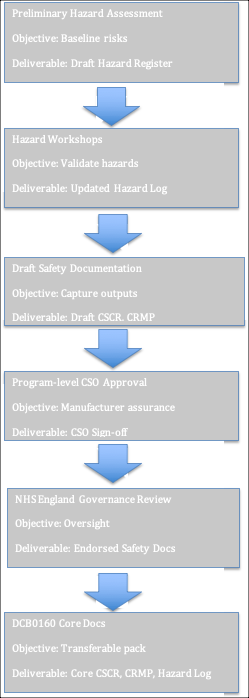 Preliminary Hazard Assessment
Objective: Baseline risks
Deliverable: Draft Hazard Register
Hazard Workshops
Objective: Validate hazards
Deliverable: Updated Hazard Log
Draft Safety Documentation
Objective: Capture outputs
Deliverable: Draft CSCR. CRMP
Program-level CSO Approval
Objective: Manufacturer assurance
Deliverable: CSO Sign-off
NHS England Governance Review
Objective: Oversight
Deliverable: Endorsed Safety Docs
DCB0160 Core Docs
Objective: Transferable pack
Deliverable: Core CSCR, CRMP, Hazard Log